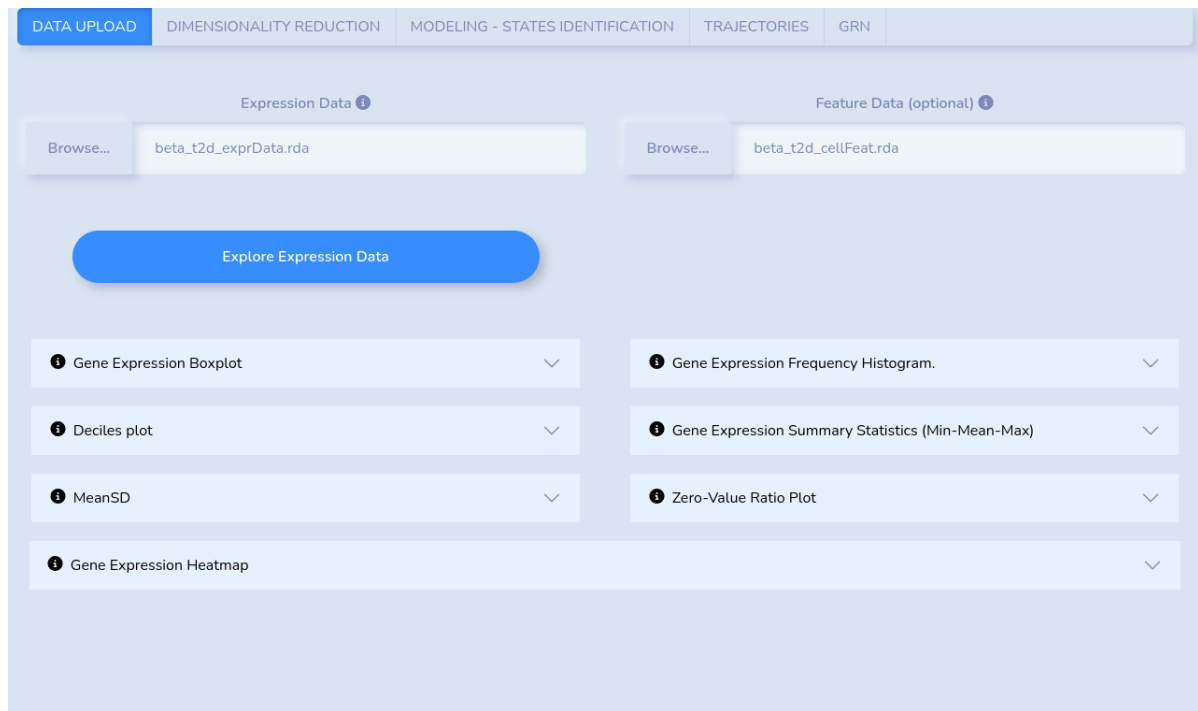 DATA UPLOAD DIMENSIONALITY REDUCTION MODELING - STATES IDENTIFICATION TRAJECTORIES GRN
Expression Data Feature Data (optional)
Browse... beta_t2d_exprData.rda Browse... beta_t2d_cellFeat.rda
Explore Expression Data
Gene Expression Boxplot Gene Expression Frequency Histogram.
Deciles plot Gene Expression Summary Statistics (Min-Mean-Max)
MeanSD Zero-Value Ratio Plot
Gene Expression Heatmap